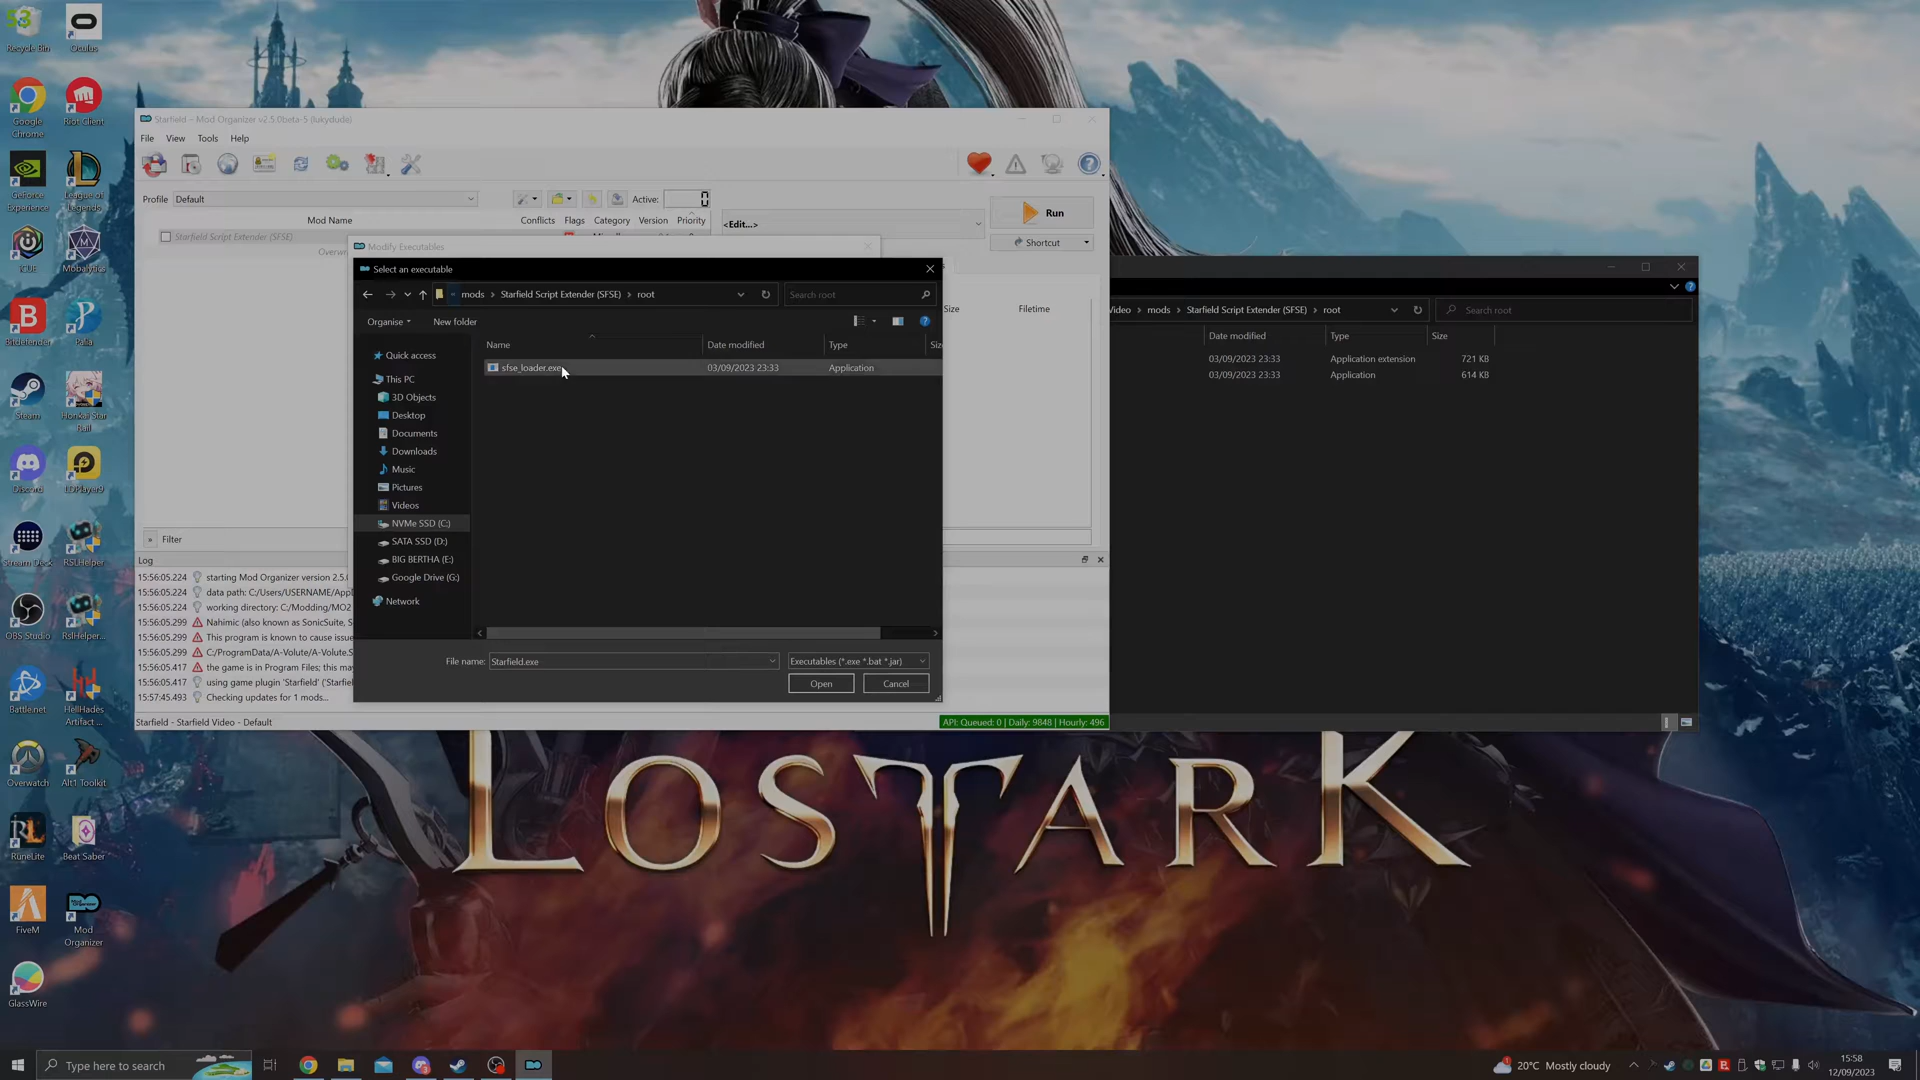 Recycle Bin
Oculus
Google Chrome
Riot Client
GeForce Experience
League of Legends
iCUE
Mobalytics
Bitdefender
Palia
Steam
Honkai Star Rail
Discord
LDPlayer9
Stream Deck
RSLHelper
OBS Studio
RslHelper...
Battle.net
HellHades Artifact ...
Overwatch
Alt1 Toolkit
RuneLite
Beat Saber
FiveM
Mod Organizer
GlassWire
Starfield – Mod Organizer v2.5.0beta-5 (lukydude)
File View Tools Help
Profile Default Active: 0
Mod Name Conflicts Flags Category Version Priority
Starfield Script Extender (SFSE)
Overwr
<Edit...>
Run
Shortcut
Modify Executables
Select an executable
« mods > Starfield Script Extender (SFSE) > root
Search root
Organise New folder
Name Date modified Type Siz
sfse_loader.exe 03/09/2023 23:33 Application
Quick access
This PC
3D Objects
Desktop
Documents
Downloads
Music
Pictures
Videos
NVMe SSD (C:)
SATA SSD (D:)
BIG BERTHA (E:)
Google Drive (G:)
Network
File name: Starfield.exe Executables (*.exe *.bat *.jar)
Open Cancel
Size Filetime
» Filter
Log
15:56:05.224 starting Mod Organizer version 2.5.
15:56:05.224 data path: C:/Users/USERNAME/Appl
15:56:05.224 working directory: C:/Modding/MO2
15:56:05.299 Nahimic (also known as SonicSuite, S
15:56:05.299 This program is known to cause issue
15:56:05.299 C:/ProgramData/A-Volute/A-Volute.S
15:56:05.417 the game is in Program Files; this may
15:56:05.417 using game plugin 'Starfield' ('Starfiel
15:57:45.493 Checking updates for 1 mods...
Starfield - Starfield Video - Default
API: Queued: 0 | Daily: 9848 | Hourly: 496
Video > mods > Starfield Script Extender (SFSE) > root
Search root
Date modified Type Size
03/09/2023 23:33 Application extension 721 KB
03/09/2023 23:33 Application 614 KB
LOST ARK
Type here to search
20°C Mostly cloudy
15:58
12/09/2023